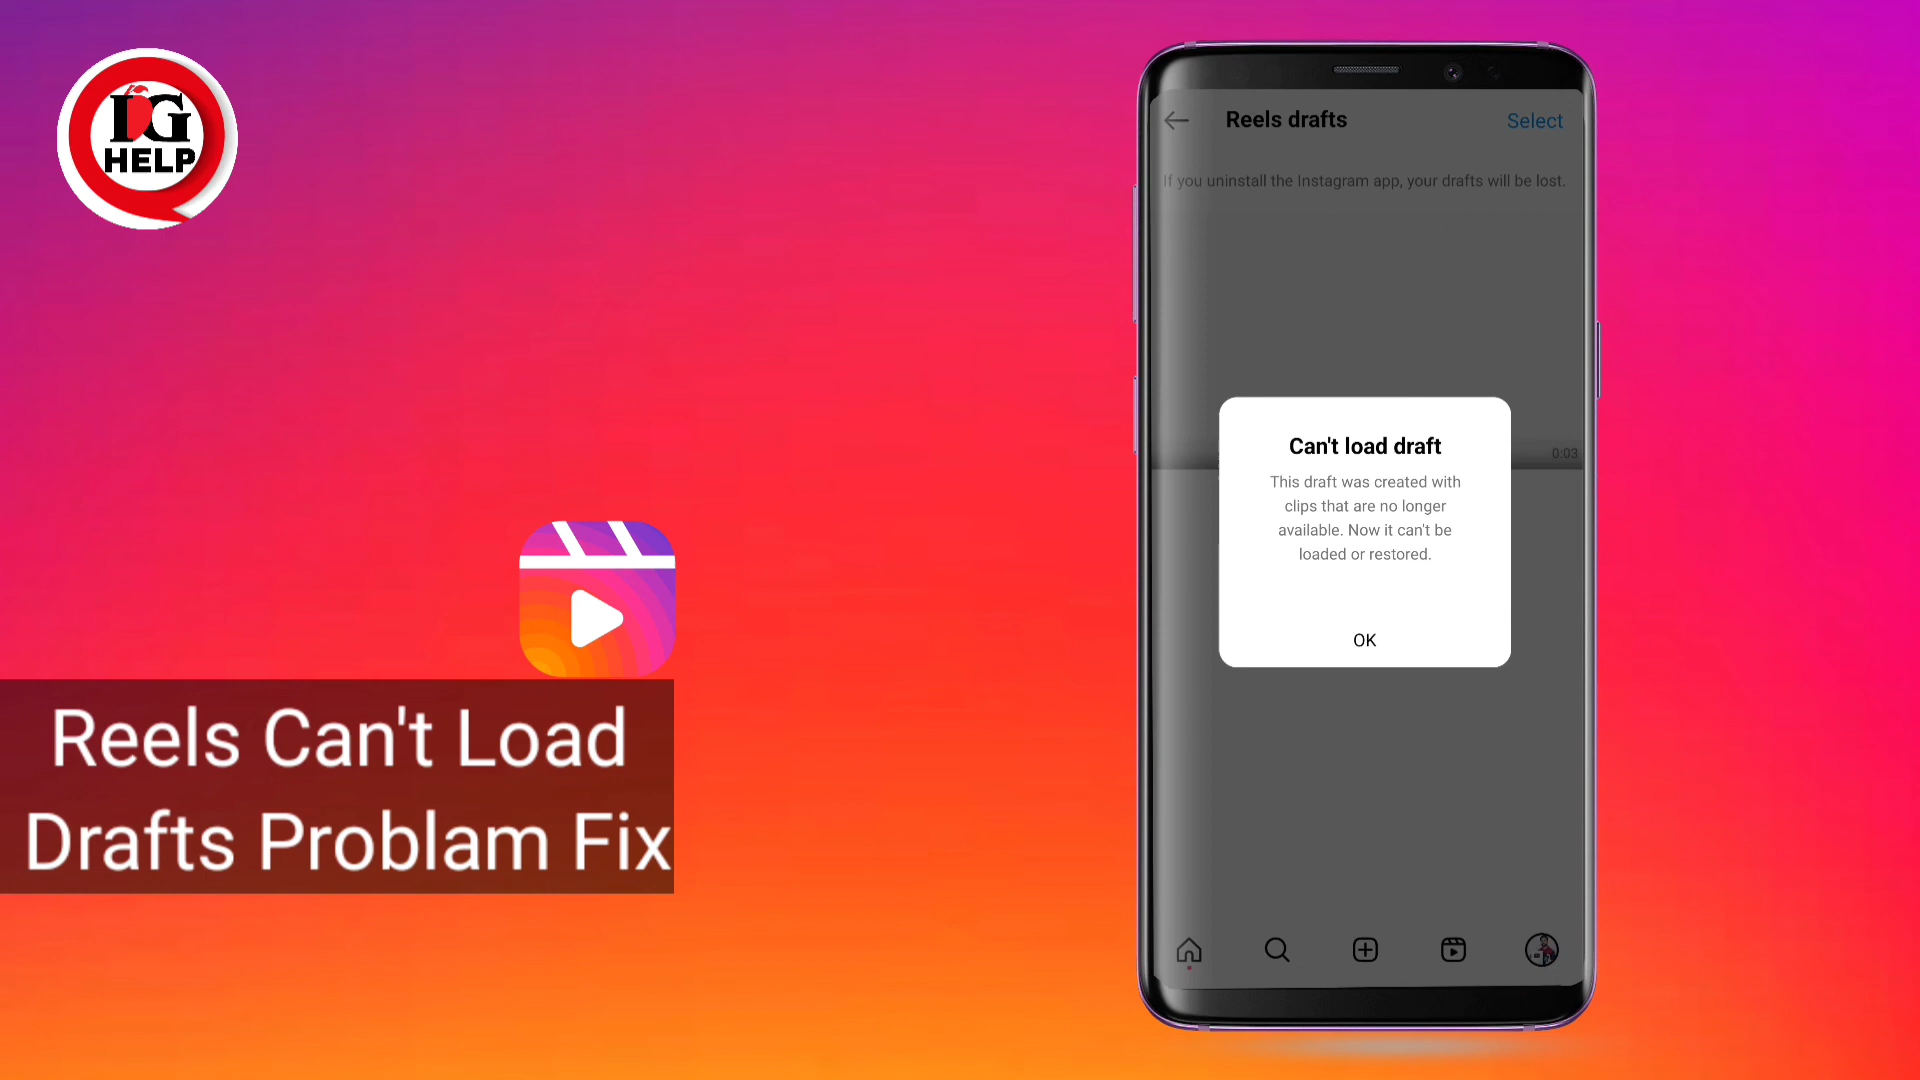 IG
HELP
Reels Can't Load
Drafts Problam Fix
Reels drafts
Select
If you uninstall the Instagram app, your drafts will be lost.
0:03
Can't load draft
This draft was created with
clips that are no longer
available. Now it can't be
loaded or restored.
OK